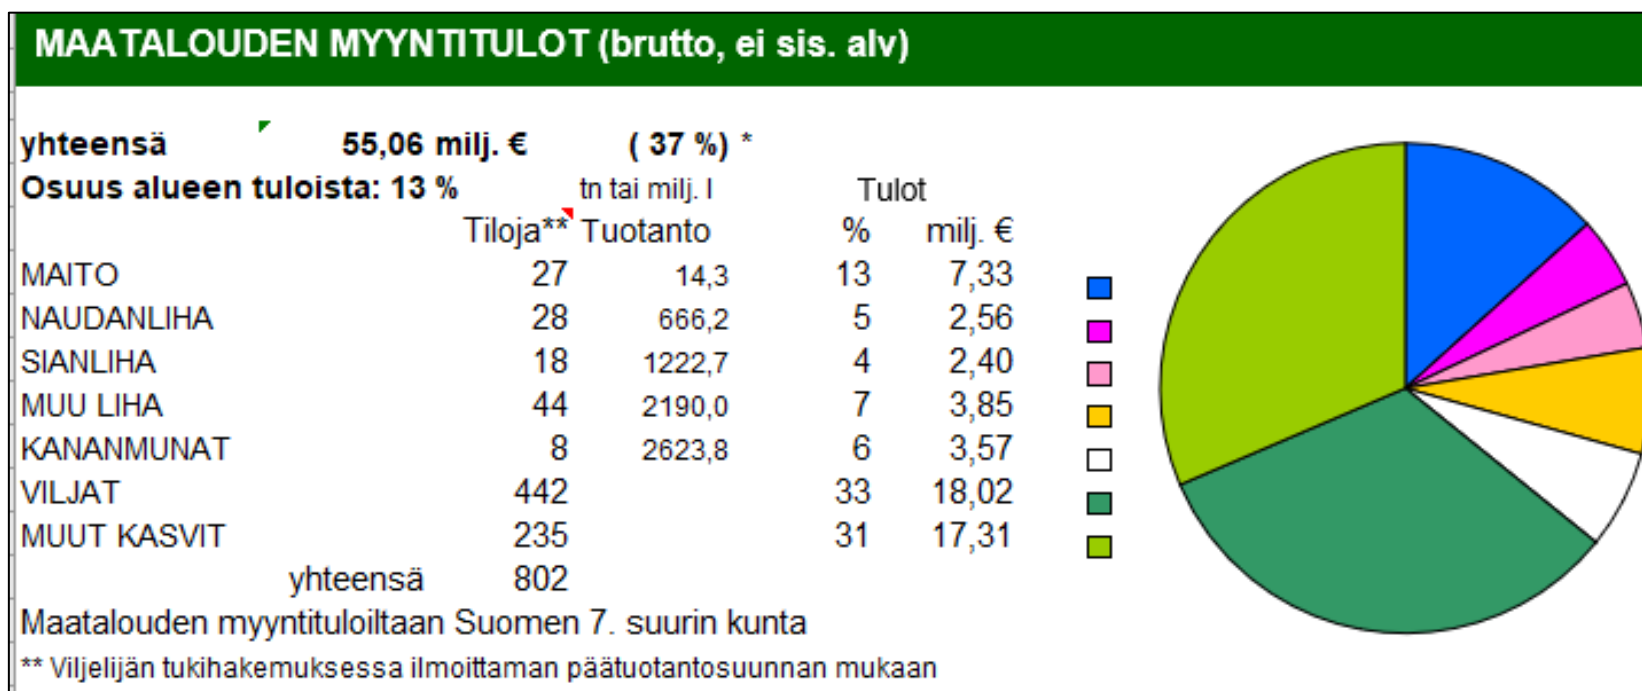 MAATALOUDEN MYYNTITULOT (brutto, ei sis. alv)
yhteensä 55,06 milj. € ( 37 %) *
Osuus alueen tuloista: 13 % tn tai milj. l Tulot
Tiloja** Tuotanto % milj. €
MAITO 27 14,3 13 7,33
NAUDANLIHA 28 666,2 5 2,56
SIANLIHA 18 1222,7 4 2,40
MUU LIHA 44 2190,0 7 3,85
KANANMUNAT 8 2623,8 6 3,57
VILJAT 442 33 18,02
MUUT KASVIT 235 31 17,31
yhteensä 802
Maatalouden myyntituloiltaan Suomen 7. suurin kunta
** Viljelijän tukihakemuksessa ilmoittaman päätuotantosuunnan mukaan